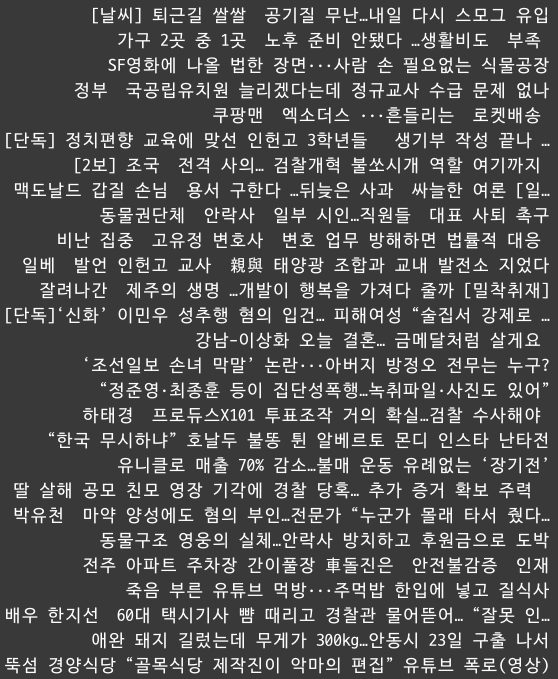 [날씨] 퇴근길 쌀쌀 공기질 무난…내일 다시 스모그 유입
가구 2곳 중 1곳 노후 준비 안됐다 …생활비도 부족
SF영화에 나올 법한 장면···사람 손 필요없는 식물공장
정부 국공립유치원 늘리겠다는데 정규교사 수급 문제 없나
쿠팡맨 엑소더스 ···흔들리는 로켓배송
[단독] 정치편향 교육에 맞선 인헌고 3학년들 생기부 작성 끝나 …
[2보] 조국 전격 사의… 검찰개혁 불쏘시개 역할 여기까지
맥도날드 갑질 손님 용서 구한다 …뒤늦은 사과 싸늘한 여론 [일…
동물권단체 안락사 일부 시인…직원들 대표 사퇴 촉구
비난 집중 고유정 변호사 변호 업무 방해하면 법률적 대응
일베 발언 인헌고 교사 親與 태양광 조합과 교내 발전소 지었다
잘려나간 제주의 생명 …개발이 행복을 가져다 줄까 [밀착취재]
[단독]‘신화’ 이민우 성추행 혐의 입건… 피해여성 “술집서 강제로 …
강남-이상화 오늘 결혼… 금메달처럼 살게요
‘조선일보 손녀 막말’ 논란···아버지 방정오 전무는 누구?
“정준영·최종훈 등이 집단성폭행…녹취파일·사진도 있어”
하태경 프로듀스X101 투표조작 거의 확실…검찰 수사해야
“한국 무시하냐” 호날두 불똥 튄 알베르토 몬디 인스타 난타전
유니클로 매출 70% 감소…불매 운동 유례없는 ‘장기전’
딸 살해 공모 친모 영장 기각에 경찰 당혹… 추가 증거 확보 주력
박유천 마약 양성에도 혐의 부인…전문가 “누군가 몰래 타서 줬다…
동물구조 영웅의 실체…안락사 방치하고 후원금으로 도박
전주 아파트 주차장 간이풀장 車돌진은 안전불감증 인재
죽음 부른 유튜브 먹방···주먹밥 한입에 넣고 질식사
배우 한지선 60대 택시기사 뺨 때리고 경찰관 물어뜯어… “잘못 인…
애완 돼지 길렀는데 무게가 300kg…안동시 23일 구출 나서
뚝섬 경양식당 “골목식당 제작진이 악마의 편집” 유튜브 폭로(영상)